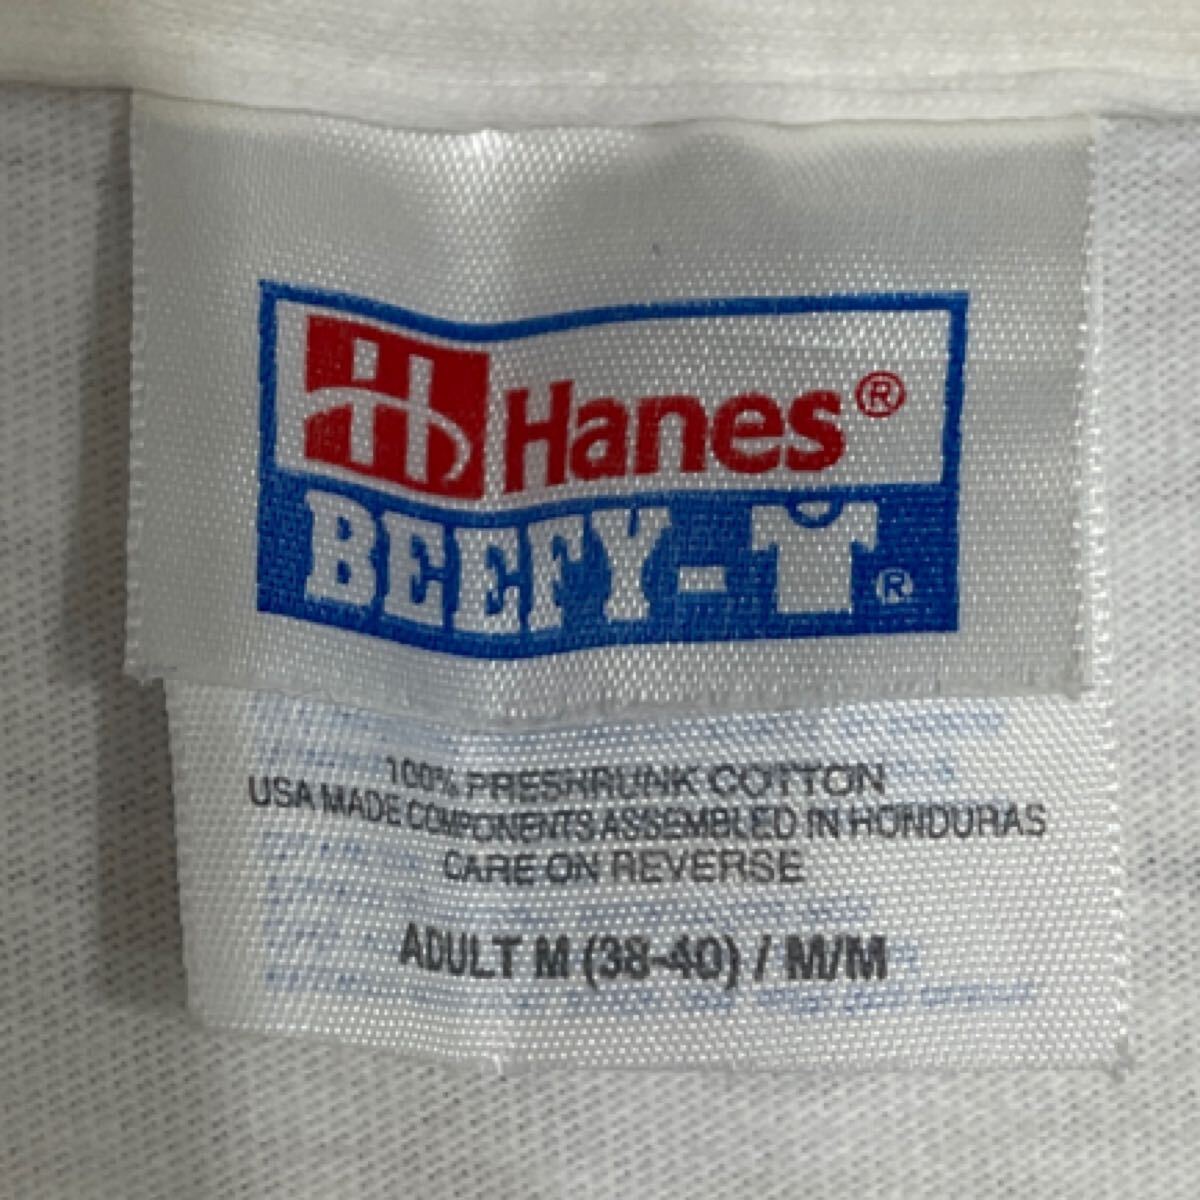 H Hanes®
BEEFY-T®
100% PRESHRUNK COTTON
USA MADE COMPONENTS ASSEMBLED IN HONDURAS
CARE ON REVERSE
ADULT M (38-40) / M/M